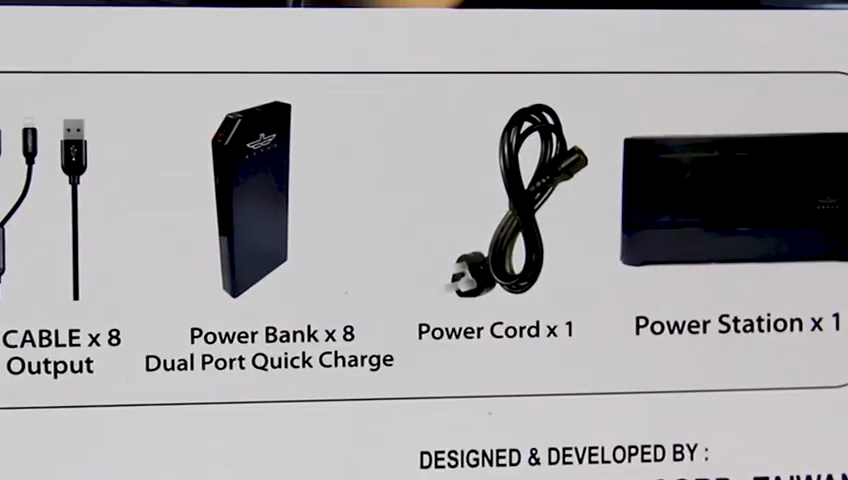 CABLE x 8
Output
Power Bank x 8
Dual Port Quick Charge
Power Cord x 1
Power Station x 1
DESIGNED & DEVELOPED BY :